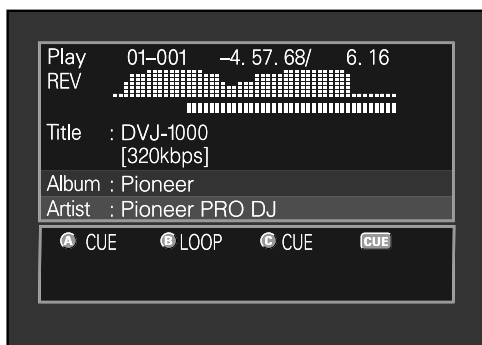 Play 01–001 –4. 57. 68/ 6. 16
REV
Title : DVJ-1000
[320kbps]
Album : Pioneer
Artist : Pioneer PRO DJ
A CUE B LOOP C CUE CUE